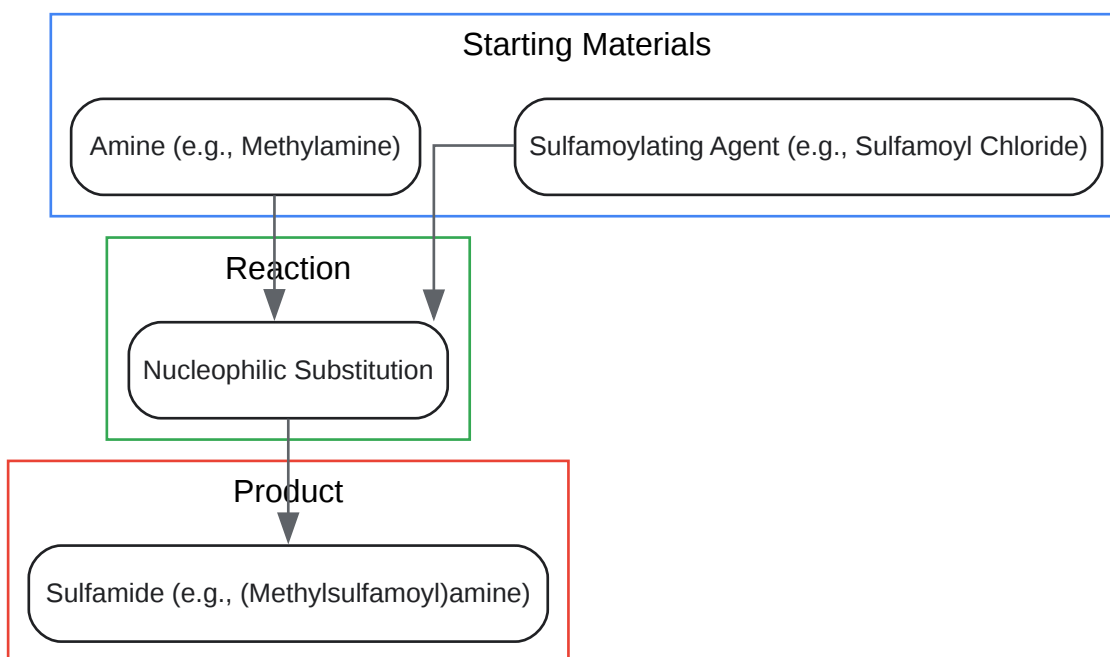 Starting Materials
Amine (e.g., Methylamine)
Sulfamoylating Agent (e.g., Sulfamoyl Chloride)
Reaction
Nucleophilic Substitution
Product
Sulfamide (e.g., (Methylsulfamoyl)amine)